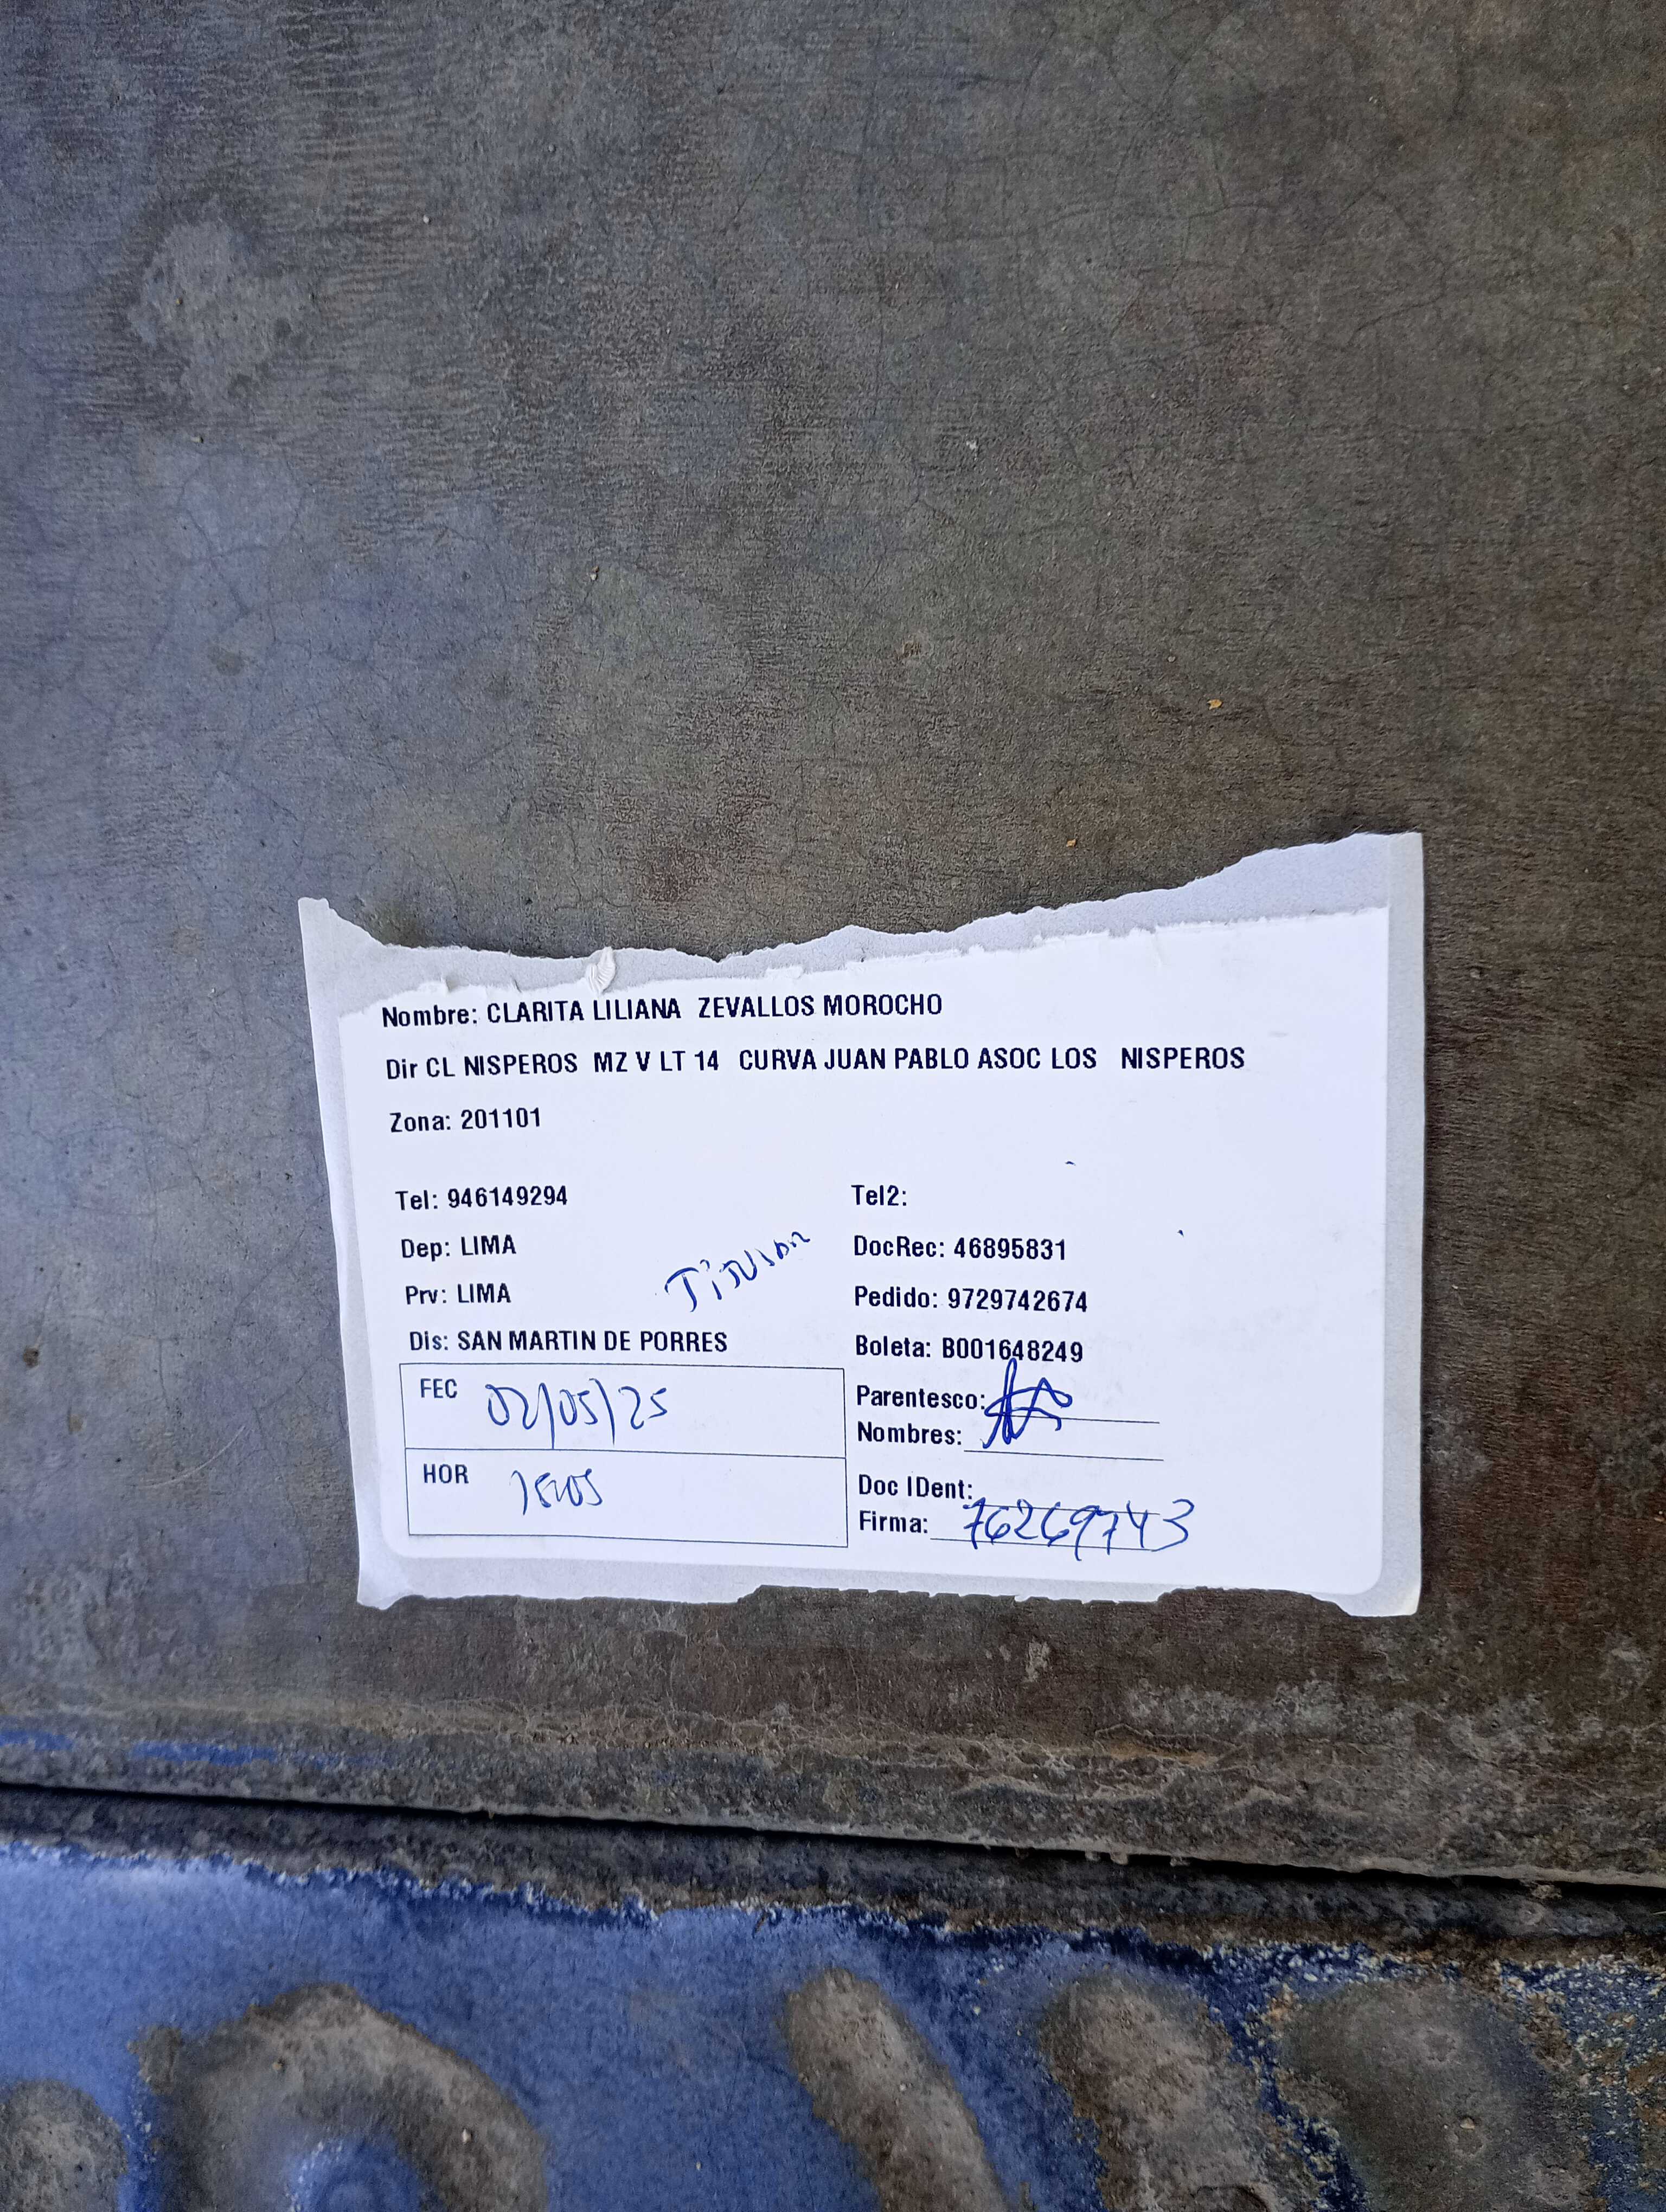 Nombre: CLARITA LILIANA ZEVALLOS MOROCHO
Dir CL NISPEROS MZ V LT 14 CURVA JUAN PABLO ASOC LOS NISPEROS
Zona: 201101
Tel: 946149294 Tel2:
Dep: LIMA DocRec: 46895831
Prv: LIMA Pedido: 9729742674
Dis: SAN MARTIN DE PORRES Boleta: B001648249
FEC 02/05/25 Parentesco:
Nombres:
HOR Doc IDent:
Firma: 76269743